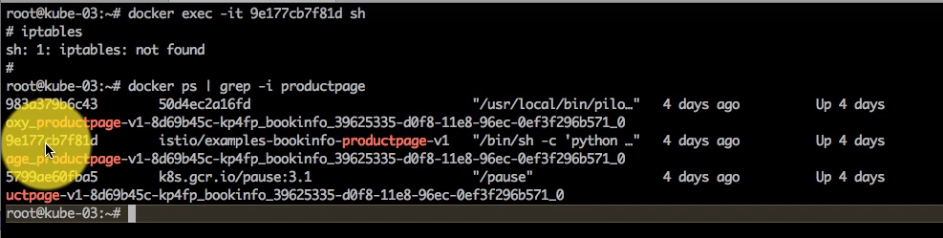 root@kube-03:~# docker exec -it 9e177cb7f81d sh
# iptables
sh: 1: iptables: not found
#
root@kube-03:~# docker ps | grep -i productpage
983a379b6c43 50d4ec2a16fd "/usr/local/bin/pilo…" 4 days ago Up 4 days
oxy_productpage-v1-8d69b45c-kp4fp_bookinfo_39625335-d0f8-11e8-96ec-0ef3f296b571_0
9e177cb7f81d istio/examples-bookinfo-productpage-v1 "/bin/sh -c 'python …" 4 days ago Up 4 days
age_productpage-v1-8d69b45c-kp4fp_bookinfo_39625335-d0f8-11e8-96ec-0ef3f296b571_0
5799ae60fba5 k8s.gcr.io/pause:3.1 "/pause" 4 days ago Up 4 days
uctpage-v1-8d69b45c-kp4fp_bookinfo_39625335-d0f8-11e8-96ec-0ef3f296b571_0
root@kube-03:~#